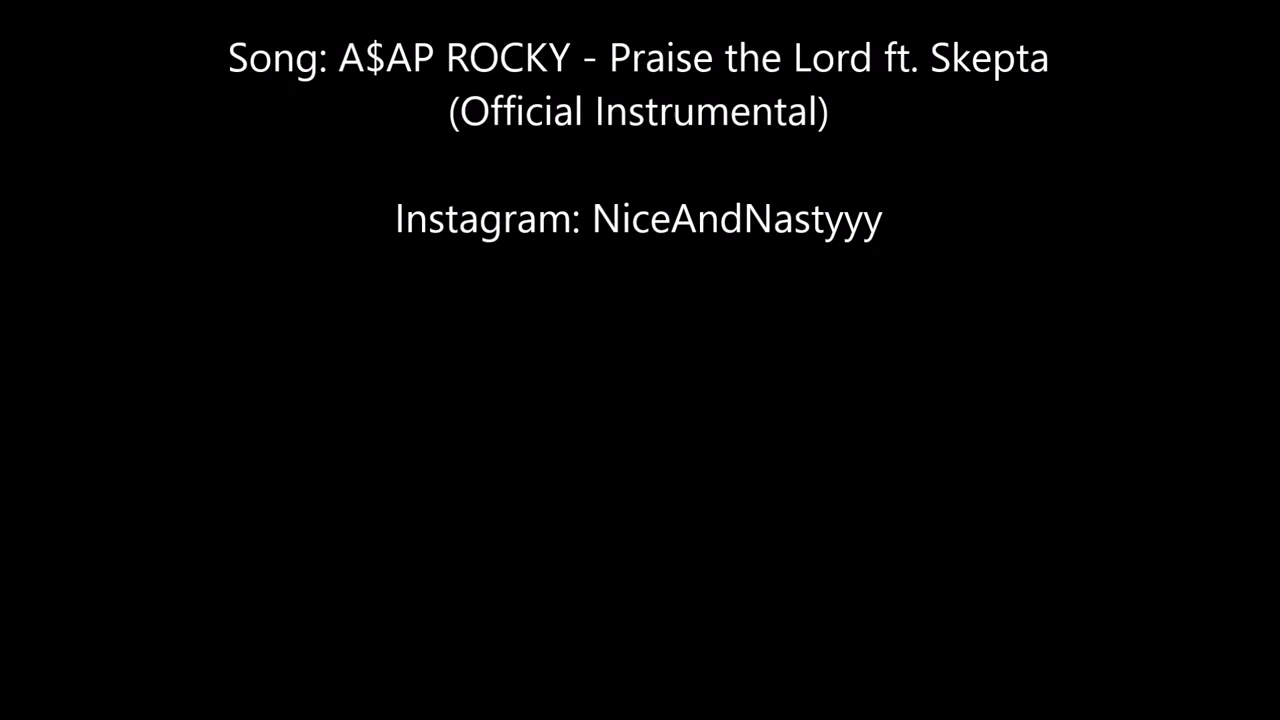 Song: A$AP ROCKY - Praise the Lord ft. Skepta
(Official Instrumental)
Instagram: NiceAndNastyyy